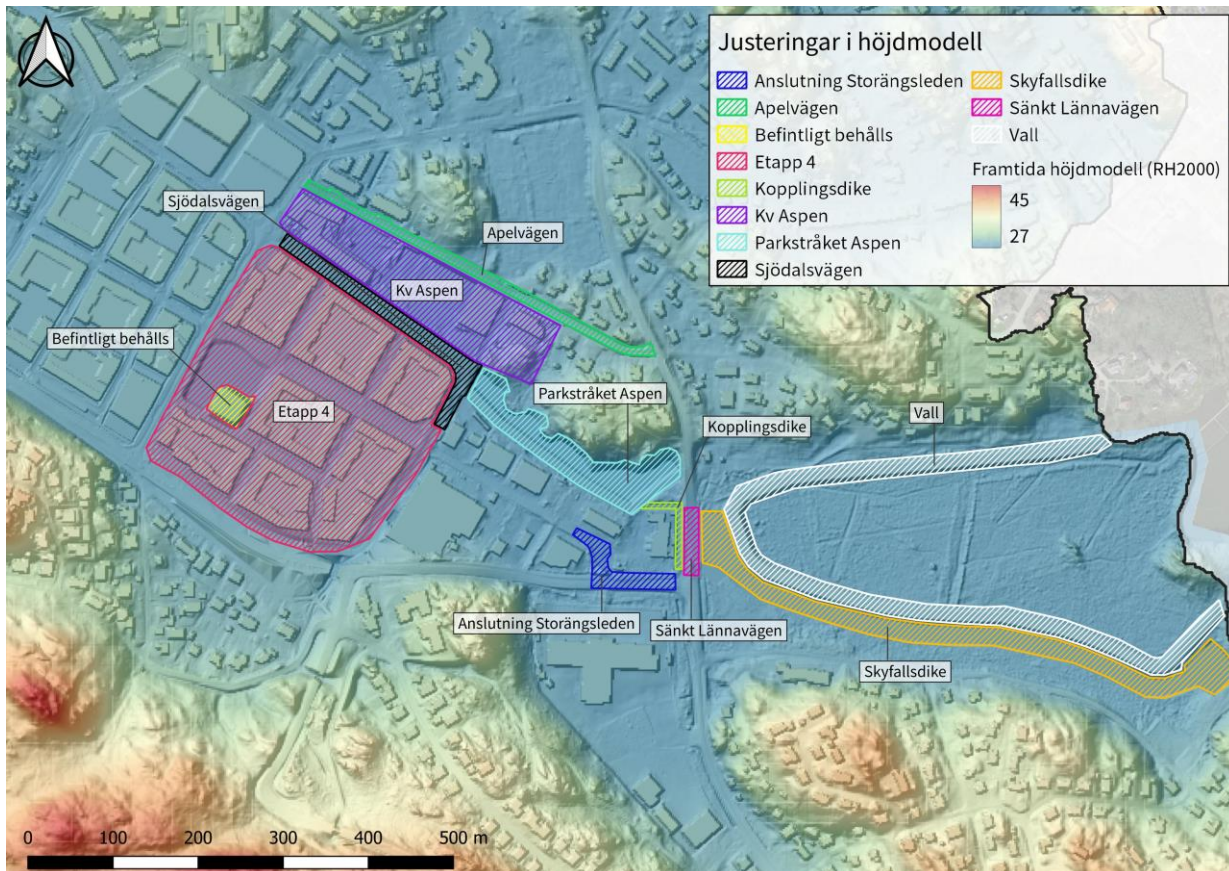 Justeringar i höjdmodell
Anslutning Storängsleden
Apelvägen
Befintligt behålls
Etapp 4
Kopplingsdike
Kv Aspen
Parkstråket Aspen
Sjödalsvägen
Skyfallsdike
Sänkt Lännavägen
Vall
Framtida höjdmodell (RH2000)
45
27
Sjödalsvägen
Apelvägen
Kv Aspen
Befintligt behålls
Etapp 4
Parkstråket Aspen
Kopplingsdike
Vall
Anslutning Storängsleden
Sänkt Lännavägen
Skyfallsdike
0 100 200 300 400 500 m